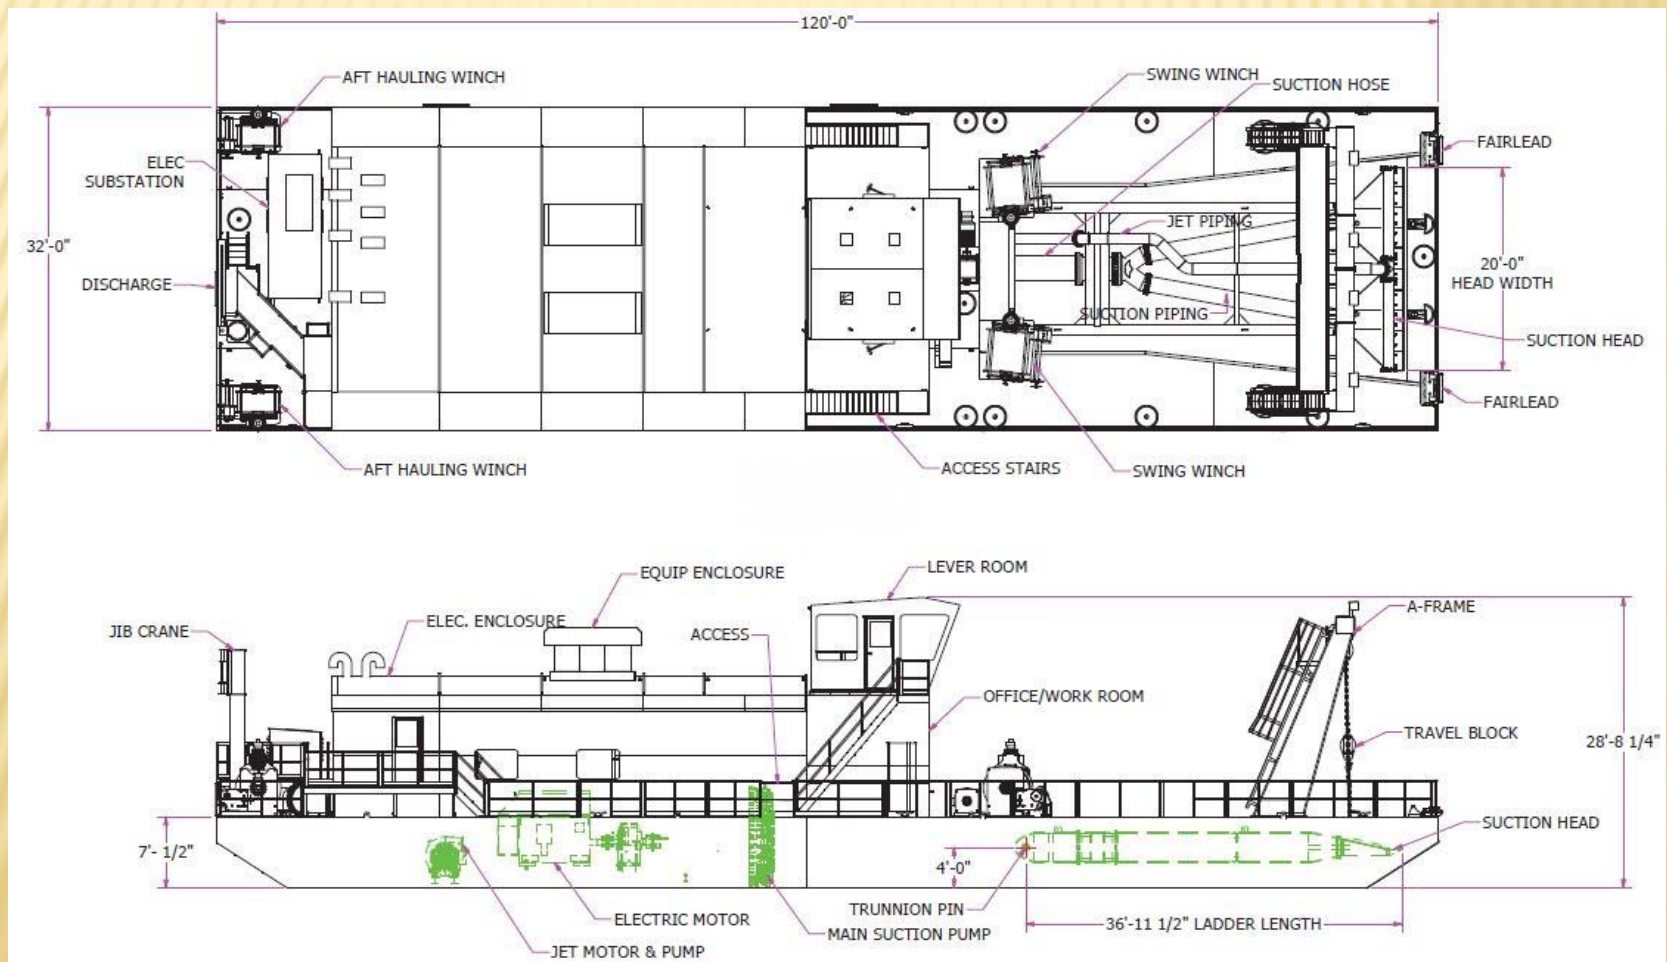 120'-0"
AFT HAULING WINCH
SWING WINCH
SUCTION HOSE
FAIRLEAD
ELEC
SUBSTATION
JET PIPING
32'-0"
20'-0"
HEAD WIDTH
DISCHARGE
SUCTION PIPING
SUCTION HEAD
FAIRLEAD
AFT HAULING WINCH
ACCESS STAIRS
SWING WINCH
LEVER ROOM
EQUIP ENCLOSURE
A-FRAME
ELEC. ENCLOSURE
JIB CRANE
ACCESS
OFFICE/WORK ROOM
TRAVEL BLOCK
28'-8 1/4"
SUCTION HEAD
7'- 1/2"
4'-0"
TRUNNION PIN
ELECTRIC MOTOR
36'-11 1/2" LADDER LENGTH
MAIN SUCTION PUMP
JET MOTOR & PUMP